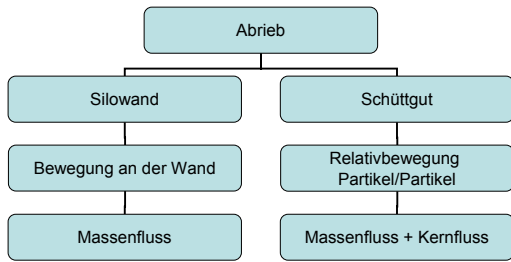 Abrieb
Silowand
Schüttgut
Bewegung an der Wand
Relativbewegung
Partikel/Partikel
Massenfluss
Massenfluss + Kernfluss